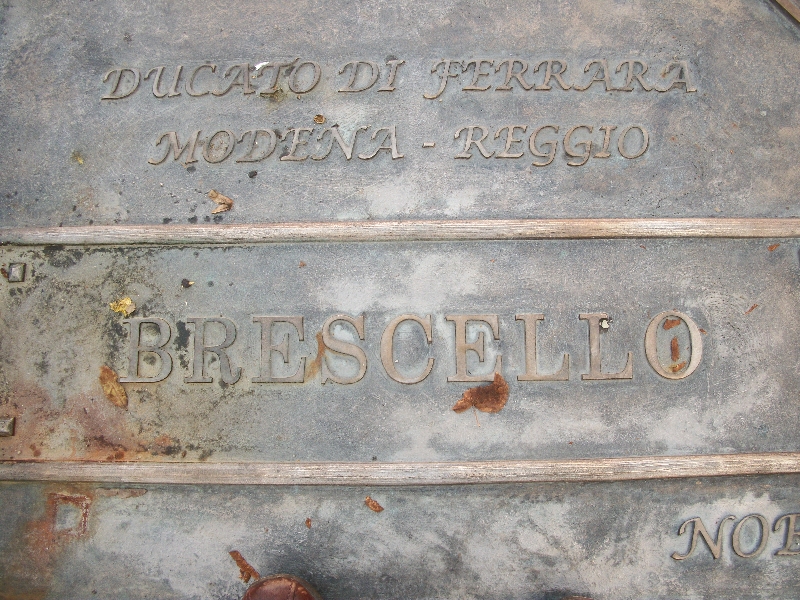 DUCATO DI FERRARA
MODENA - REGGIO
BRESCELLO